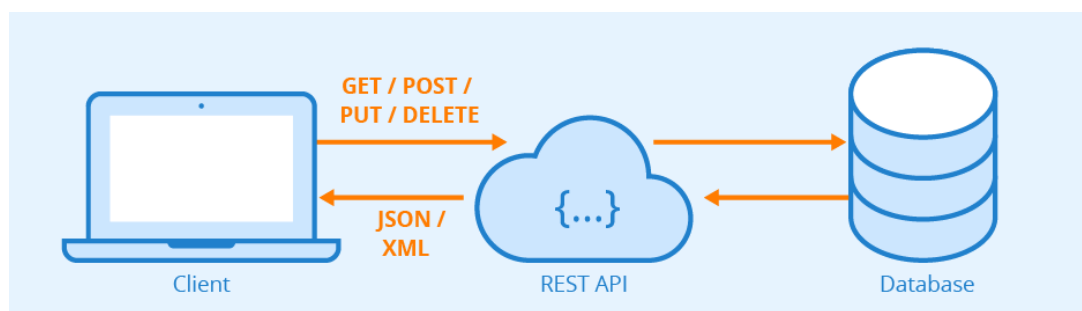 GET / POST /
PUT / DELETE
{...}
JSON /
XML
Client
REST API
Database